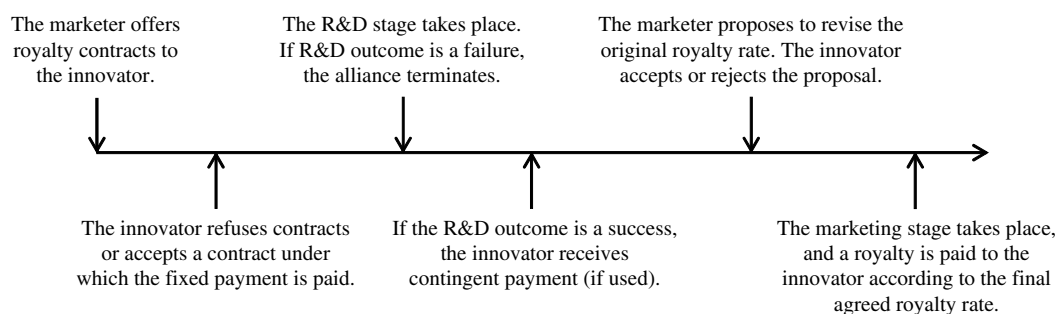 The marketer offers
royalty contracts to
the innovator.
The R&D stage takes place.
If R&D outcome is a failure,
the alliance terminates.
The marketer proposes to revise the
original royalty rate. The innovator
accepts or rejects the proposal.
The innovator refuses contracts
or accepts a contract under
which the fixed payment is paid.
If the R&D outcome is a success,
the innovator receives
contingent payment (if used).
The marketing stage takes place,
and a royalty is paid to the
innovator according to the final
agreed royalty rate.